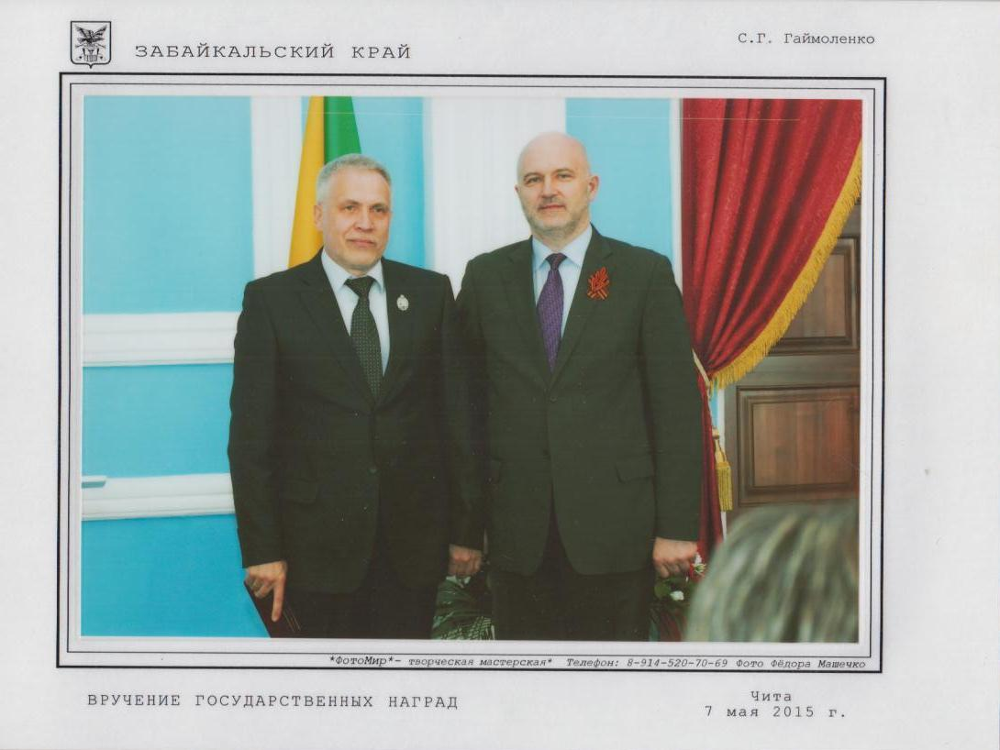 ЗАБАЙКАЛЬСКИЙ КРАЙ
С.Г. Гаймоленко
*ФотоМир*- творческая мастерская* Телефон: 8-914-520-70-69 Фото Фёдора Машечко
ВРУЧЕНИЕ ГОСУДАРСТВЕННЫХ НАГРАД
Чита
7 мая 2015 г.